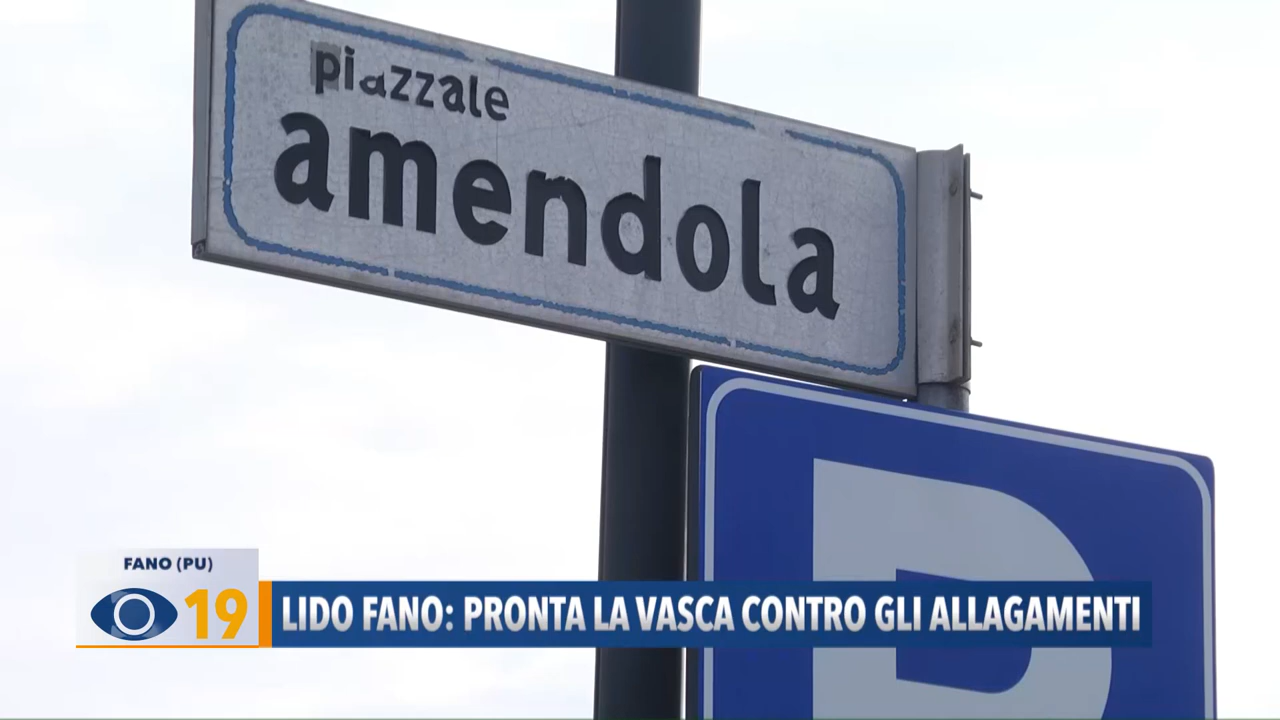 piazzale
amendola
P
FANO (PU)
19
LIDO FANO: PRONTA LA VASCA CONTRO GLI ALLAGAMENTI